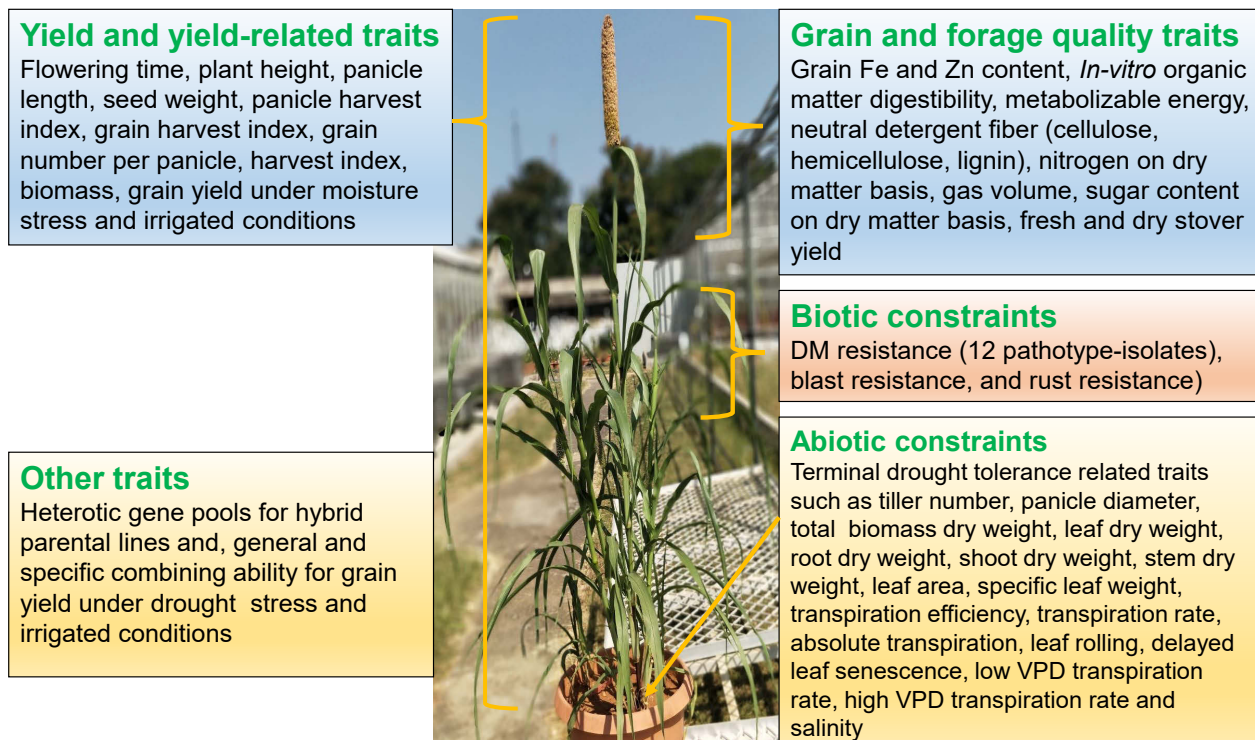 Yield and yield-related traits
Flowering time, plant height, panicle
length, seed weight, panicle harvest
index, grain harvest index, grain
number per panicle, harvest index,
biomass, grain yield under moisture
stress and irrigated conditions
Other traits
Heterotic gene pools for hybrid
parental lines and, general and
specific combining ability for grain
yield under drought  stress and
irrigated conditions
Grain and forage quality traits
Grain Fe and Zn content, In-vitro organic
matter digestibility, metabolizable energy,
neutral detergent fiber (cellulose,
hemicellulose, lignin), nitrogen on dry
matter basis, gas volume, sugar content
on dry matter basis, fresh and dry stover
yield
Biotic constraints
DM resistance (12 pathotype-isolates),
blast resistance, and rust resistance)
Abiotic constraints
Terminal drought tolerance related traits
such as tiller number, panicle diameter,
total  biomass dry weight, leaf dry weight,
root dry weight, shoot dry weight, stem dry
weight, leaf area, specific leaf weight,
transpiration efficiency, transpiration rate,
absolute transpiration, leaf rolling, delayed
leaf senescence, low VPD transpiration
rate, high VPD transpiration rate and
salinity